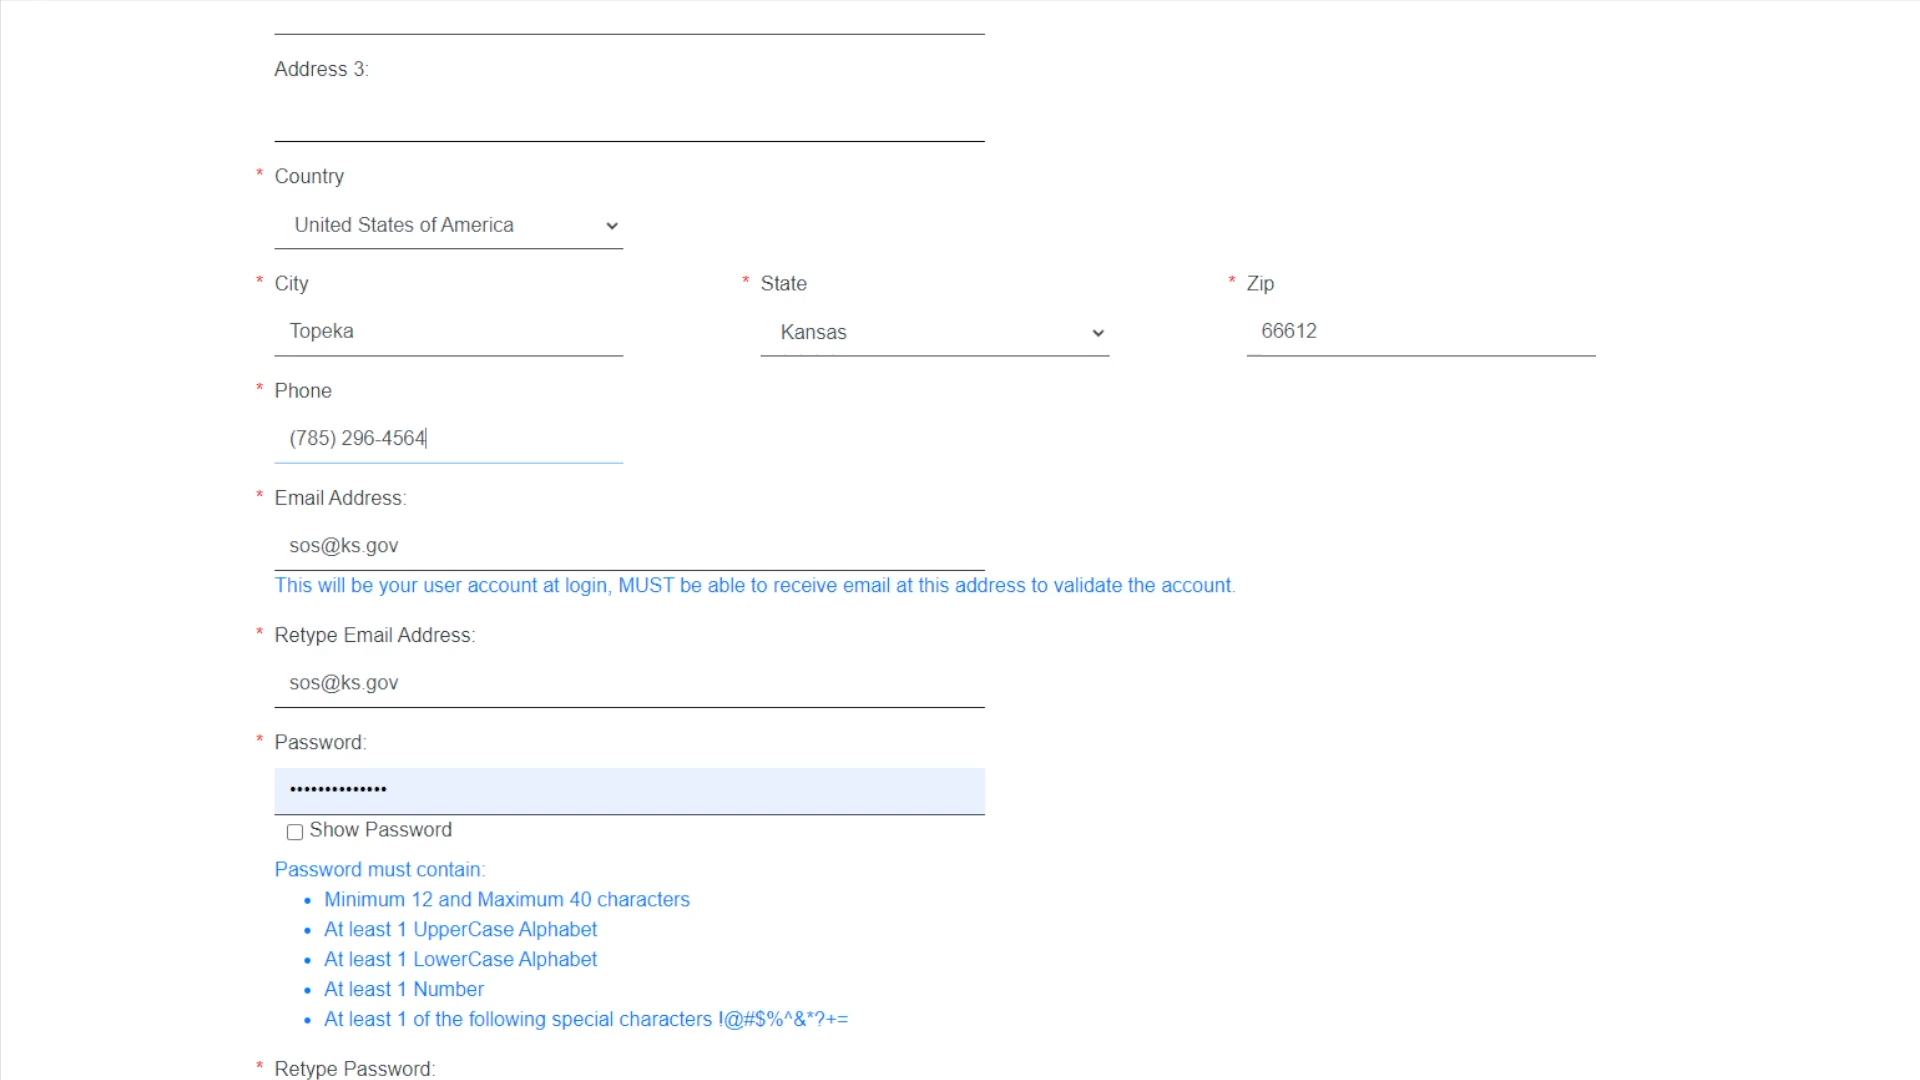 Address 3:
* Country
United States of America
* City * State * Zip
Topeka Kansas 66612
* Phone
(785) 296-4564
* Email Address:
sos@ks.gov
This will be your user account at login, MUST be able to receive email at this address to validate the account.
* Retype Email Address:
sos@ks.gov
* Password:
••••••••••••••
Show Password
Password must contain:
• Minimum 12 and Maximum 40 characters
• At least 1 UpperCase Alphabet
• At least 1 LowerCase Alphabet
• At least 1 Number
• At least 1 of the following special characters !@#$%^&*?+=
* Retype Password: